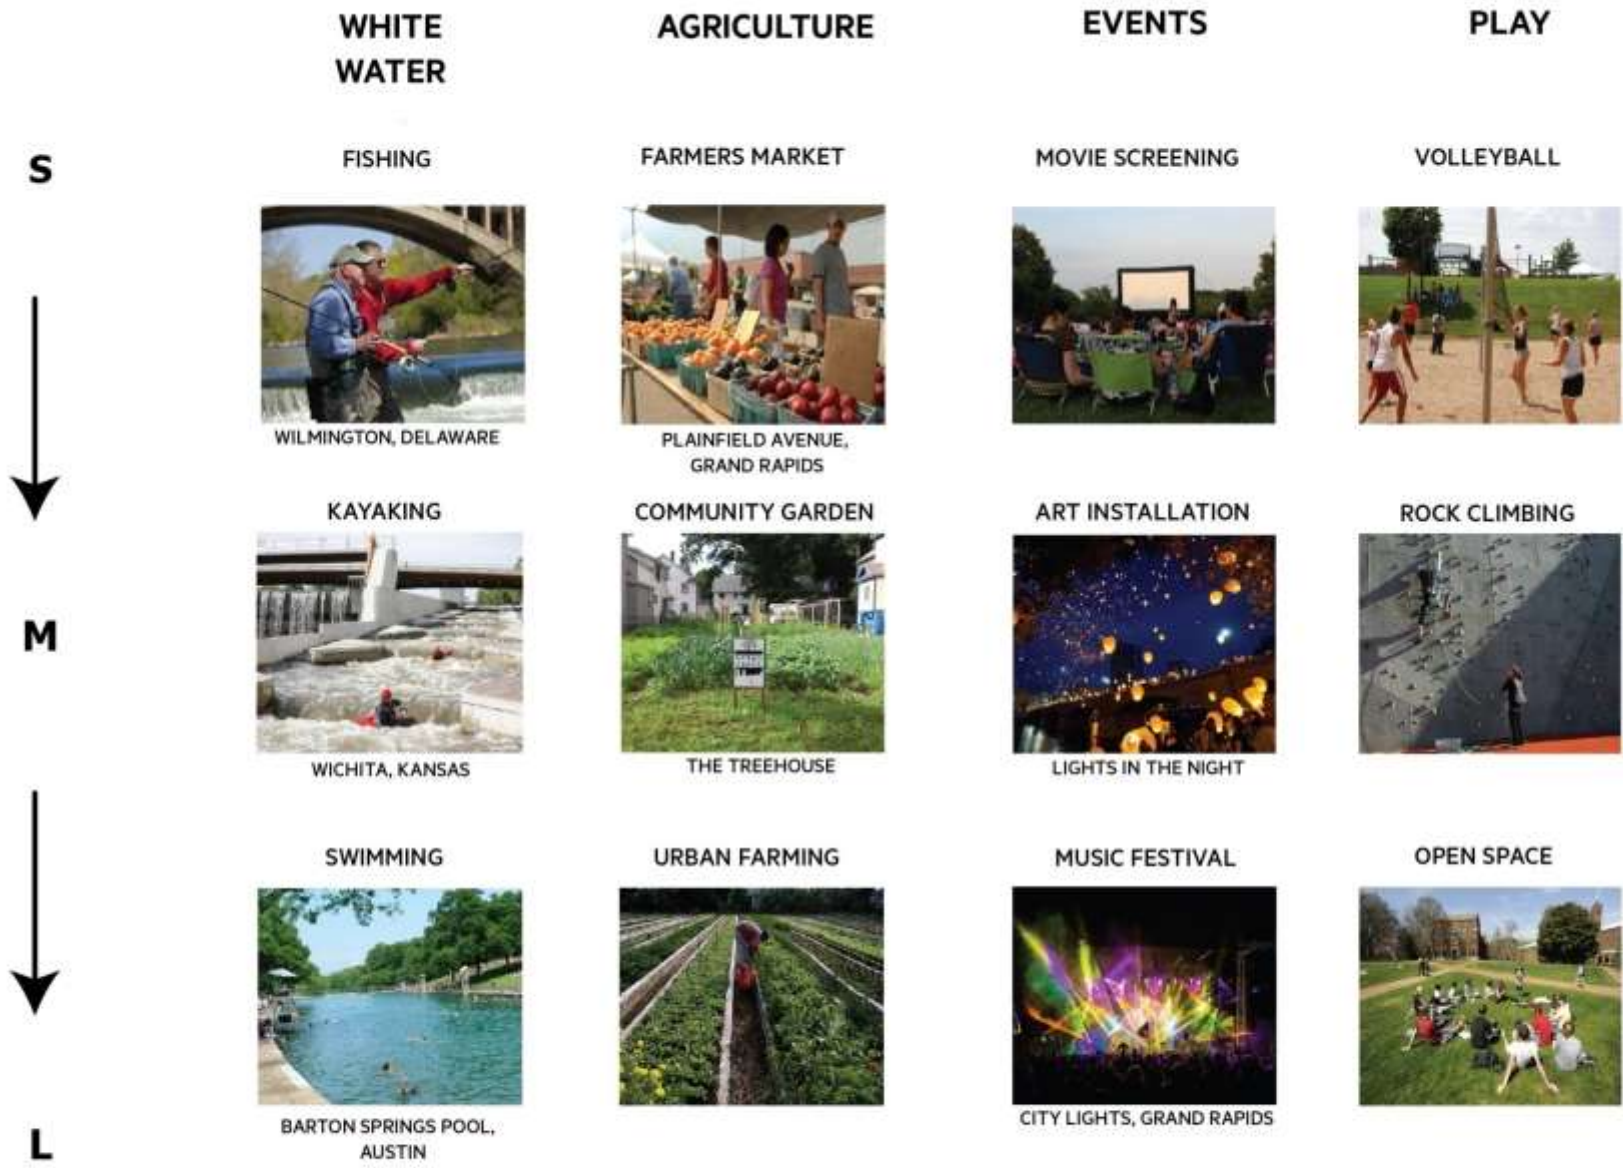 WHITE
WATER
AGRICULTURE
EVENTS
PLAY
S
FISHING
FARMERS MARKET
MOVIE SCREENING
VOLLEYBALL
WILMINGTON, DELAWARE
PLAINFIELD AVENUE,
GRAND RAPIDS
KAYAKING
COMMUNITY GARDEN
ART INSTALLATION
ROCK CLIMBING
M
WICHITA, KANSAS
THE TREEHOUSE
LIGHTS IN THE NIGHT
SWIMMING
URBAN FARMING
MUSIC FESTIVAL
OPEN SPACE
L
BARTON SPRINGS POOL,
AUSTIN
CITY LIGHTS, GRAND RAPIDS